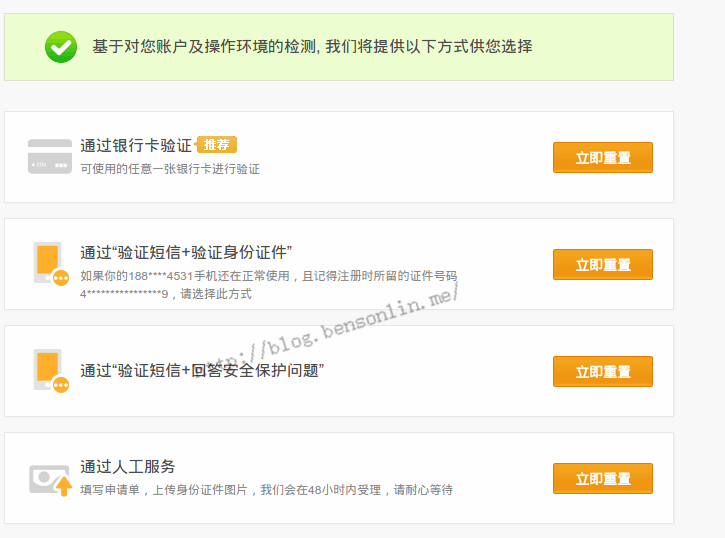 基于对您账户及操作环境的检测, 我们将提供以下方式供您选择
通过银行卡验证 推荐
可使用的任意一张银行卡进行验证
立即重置
通过“验证短信+验证身份证件”
如果你的188****4531手机还在正常使用，且记得注册时所留的证件号码
4****************9，请选择此方式
立即重置
http://blog.bensonlin.me/
通过“验证短信+回答安全保护问题”
立即重置
通过人工服务
填写申请单，上传身份证件图片，我们会在48小时内受理，请耐心等待
立即重置